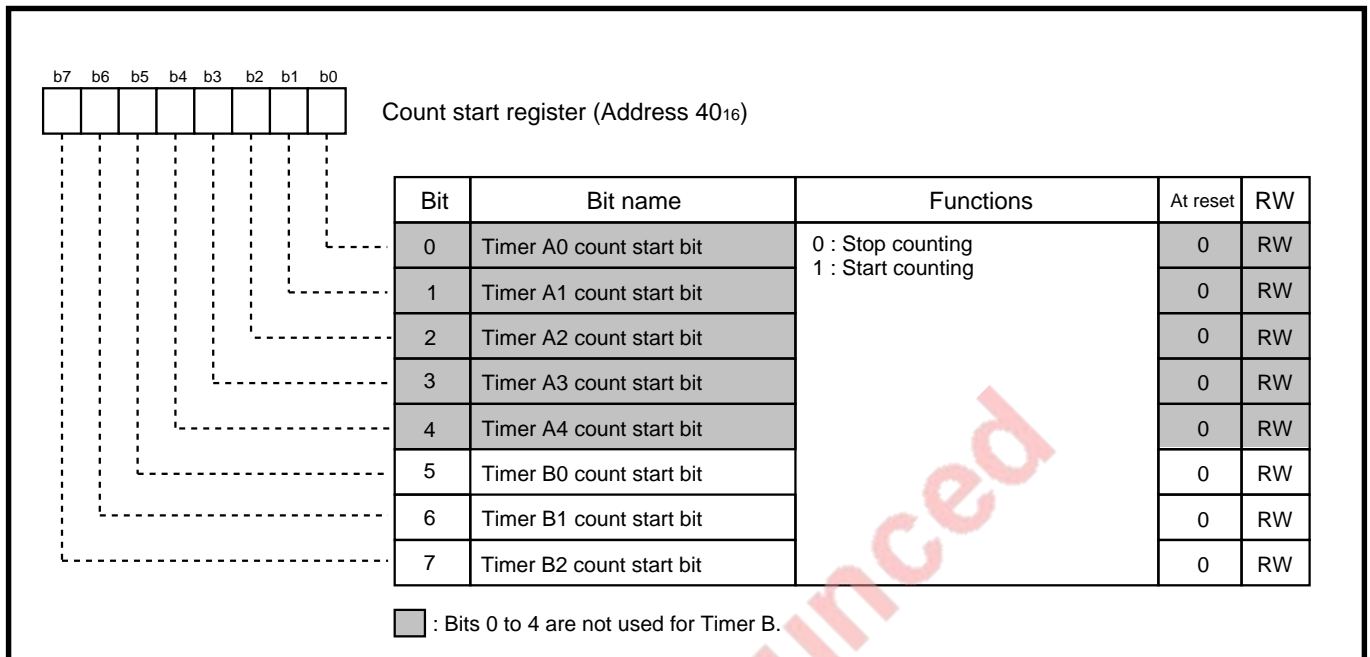 b7 b6 b5 b4 b3 b2 b1 b0
Count start register (Address 40₁₆)
Bit Bit name Functions At reset RW
0 Timer A0 count start bit 0 : Stop counting 0 RW
1 : Start counting
1 Timer A1 count start bit 0 RW
2 Timer A2 count start bit 0 RW
3 Timer A3 count start bit 0 RW
4 Timer A4 count start bit 0 RW
5 Timer B0 count start bit 0 RW
6 Timer B1 count start bit 0 RW
7 Timer B2 count start bit 0 RW
: Bits 0 to 4 are not used for Timer B.